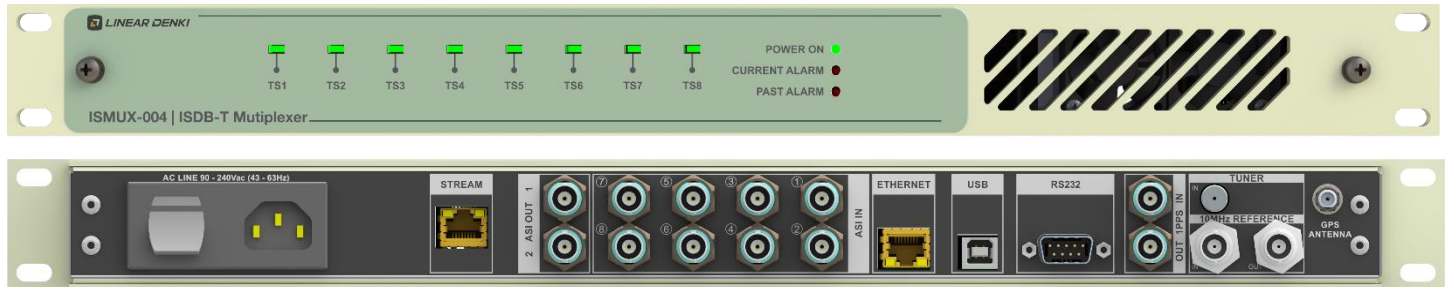 LINEAR DENKI
POWER ON
CURRENT ALARM
PAST ALARM
TS1 TS2 TS3 TS4 TS5 TS6 TS7 TS8
ISMUX-004 | ISDB-T Mutiplexer
AC LINE 90 - 240Vac (43 - 63Hz)
STREAM
ASI OUT 1
2
⑦ ⑤ ③ ①
⑧ ⑥ ④ ②
ASI IN
ETHERNET
USB
RS232
OUT 1PPS IN
TUNER
IN
10MHz REFERENCE
IN OUT
GPS
ANTENNA